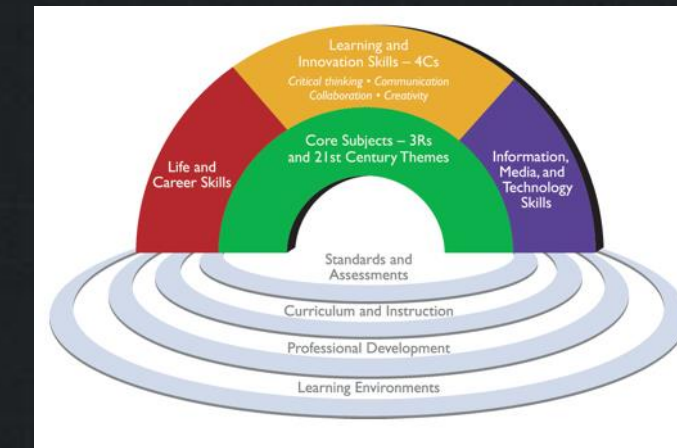 Learning and
Innovation Skills – 4Cs
Critical thinking • Communication
Collaboration • Creativity
Core Subjects – 3Rs
and 21st Century Themes
Life and
Career Skills
Information,
Media, and
Technology
Skills
Standards and
Assessments
Curriculum and Instruction
Professional Development
Learning Environments